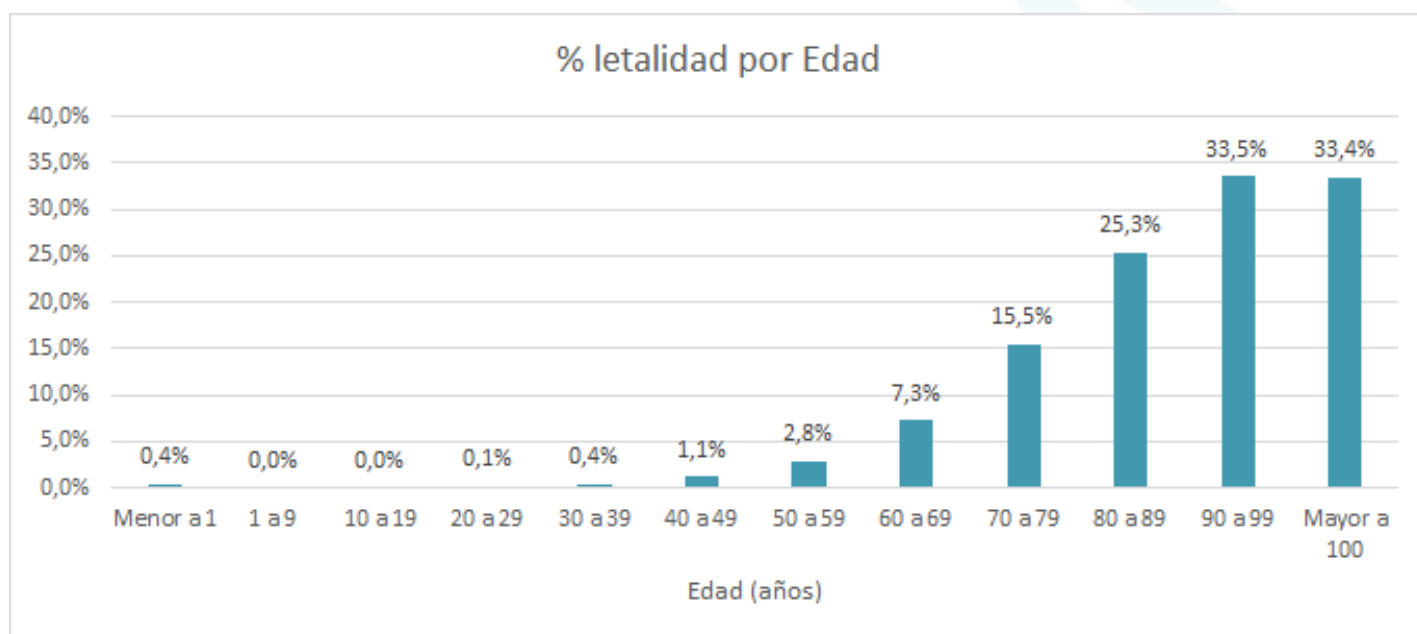 % letalidad por Edad
40,0%
35,0%
30,0%
25,0%
20,0%
15,0%
10,0%
5,0%
0,0%
0,4%
0,0%
0,0%
0,1%
0,4%
1,1%
2,8%
7,3%
15,5%
25,3%
33,5%
33,4%
Menor a 1
1 a 9
10 a 19
20 a 29
30 a 39
40 a 49
50 a 59
60 a 69
70 a 79
80 a 89
90 a 99
Mayor a
100
Edad (años)